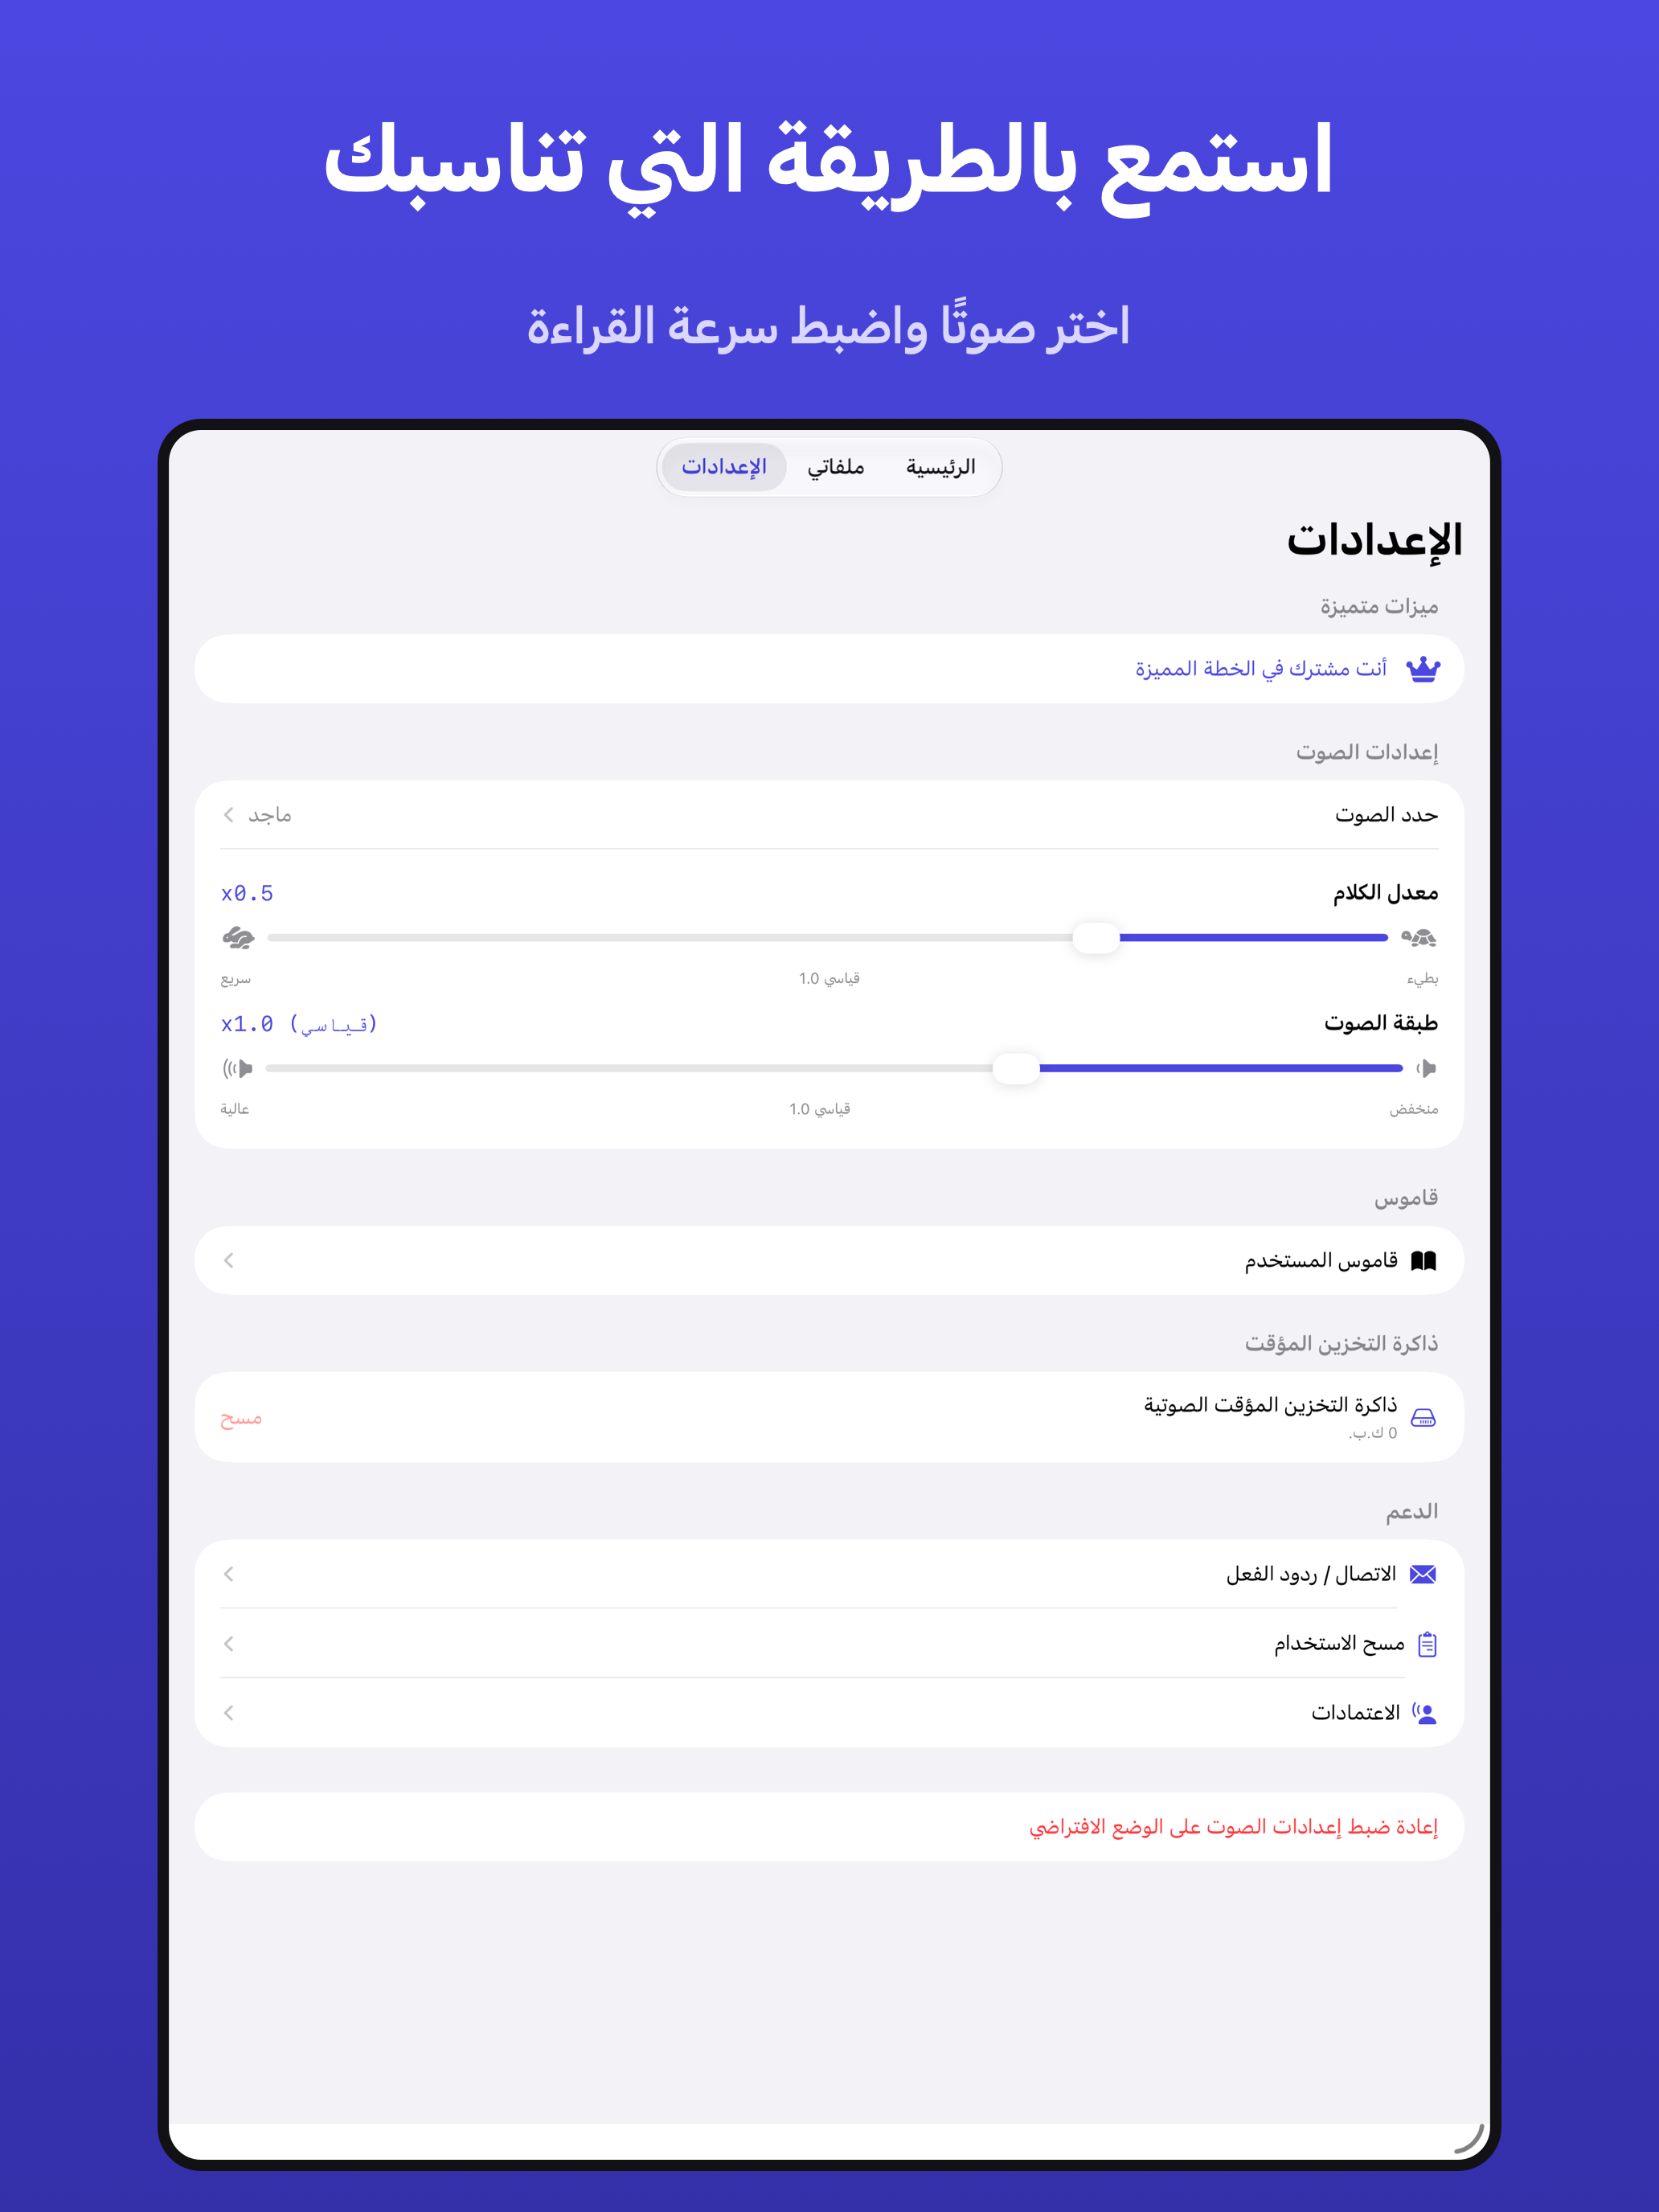 استمع بالطريقة التي تناسبك
اختر صوتًا واضبط سرعة القراءة
الرئيسية ملفاتي الإعدادات
الإعدادات
ميزات متميزة
أنت مشترك في الخطة المميزة
إعدادات الصوت
حدد الصوت ماجد
معدل الكلام x0.5
بطيء قياسي 1.0 سريع
طبقة الصوت x1.0 (قياسي)
منخفض قياسي 1.0 عالية
قاموس
قاموس المستخدم
ذاكرة التخزين المؤقت
ذاكرة التخزين المؤقت الصوتية
0 ك.ب.
مسح
الدعم
الاتصال / ردود الفعل
مسح الاستخدام
الاعتمادات
إعادة ضبط إعدادات الصوت على الوضع الافتراضي